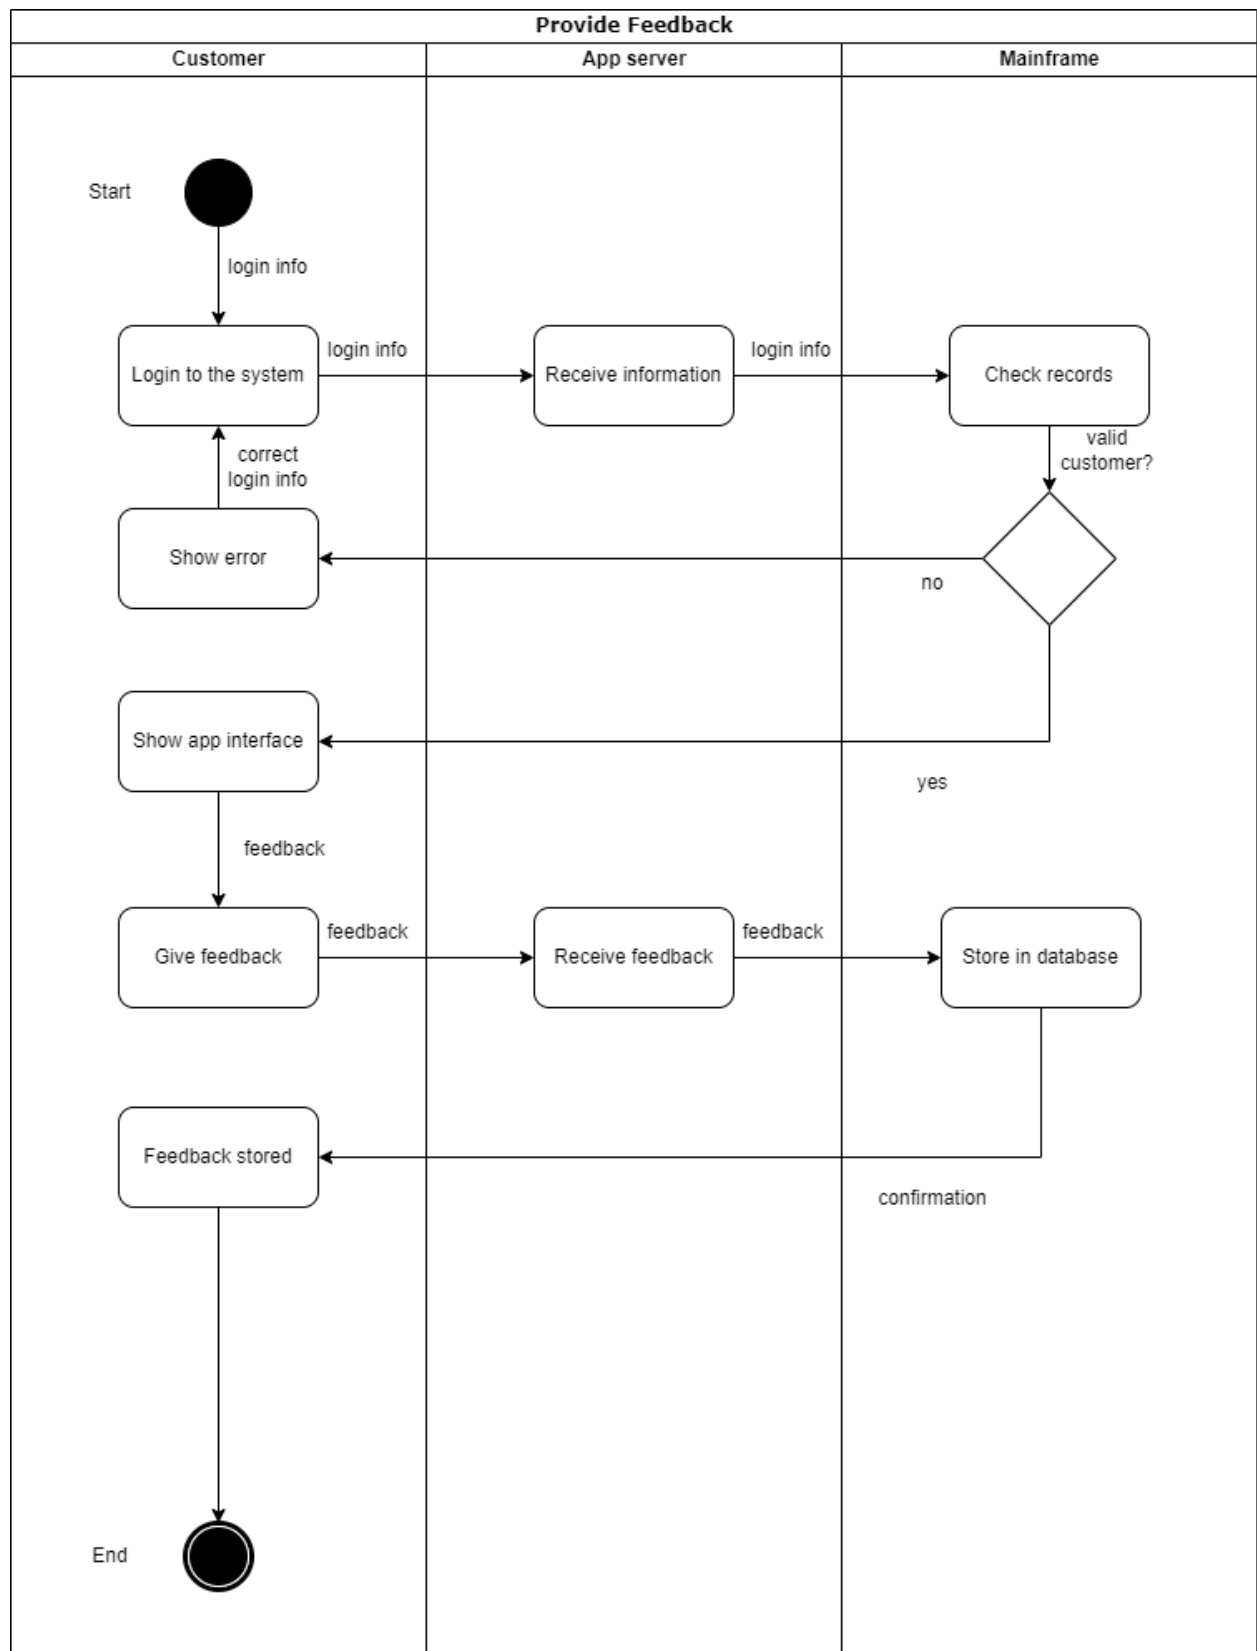 Provide Feedback
Customer
App server
Mainframe
Start
login info
Login to the system
login info
Receive information
login info
Check records
valid
customer?
correct
login info
Show error
no
Show app interface
yes
feedback
Give feedback
feedback
Receive feedback
feedback
Store in database
Feedback stored
confirmation
End